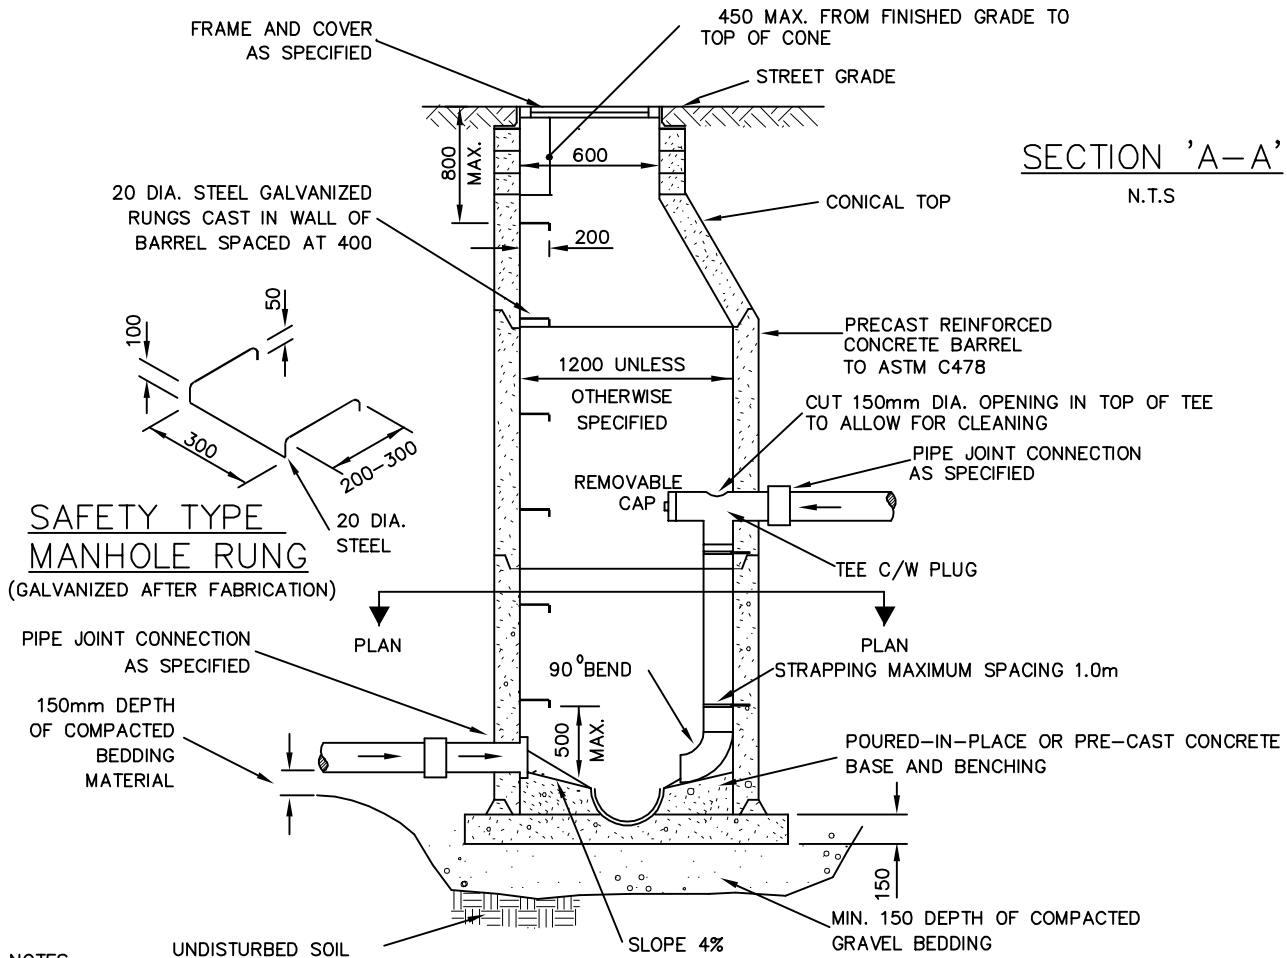 450 MAX. FROM FINISHED GRADE TO
TOP OF CONE
FRAME AND COVER
AS SPECIFIED
STREET GRADE
SECTION 'A-A'
N.T.S
800
MAX.
600
20 DIA. STEEL GALVANIZED
RUNGS CAST IN WALL OF
BARREL SPACED AT 400
CONICAL TOP
200
50
100
PRECAST REINFORCED
CONCRETE BARREL
TO ASTM C478
1200 UNLESS
OTHERWISE
SPECIFIED
CUT 150mm DIA. OPENING IN TOP OF TEE
TO ALLOW FOR CLEANING
300
200-300
PIPE JOINT CONNECTION
AS SPECIFIED
REMOVABLE
CAP
SAFETY TYPE
MANHOLE RUNG
(GALVANIZED AFTER FABRICATION)
20 DIA.
STEEL
TEE C/W PLUG
PLAN
PLAN
PIPE JOINT CONNECTION
AS SPECIFIED
90°BEND
STRAPPING MAXIMUM SPACING 1.0m
150mm DEPTH
OF COMPACTED
BEDDING
MATERIAL
500
MAX.
POURED-IN-PLACE OR PRE-CAST CONCRETE
BASE AND BENCHING
150
MIN. 150 DEPTH OF COMPACTED
GRAVEL BEDDING
SLOPE 4%
UNDISTURBED SOIL
NOTES